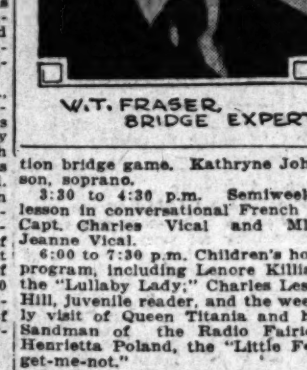 W.T. FRASER,
BRIDGE EXPER
tion bridge game. Kathryne Joh
son, soprano.
3:30 to 4:30 p.m. Semiweek
lesson in conversational French
Capt. Charles Vical and Ml
Jeanne Vical.
6:00 to 7:30 p.m. Children's ho
program, including Lenore Killi
the "Lullaby Lady;" Charles Les
Hill, juvenile reader, and the wee
ly visit of Queen Titania and h
Sandman of the Radio Fairi
Henrietta Poland, the "Little F
get-me-not."